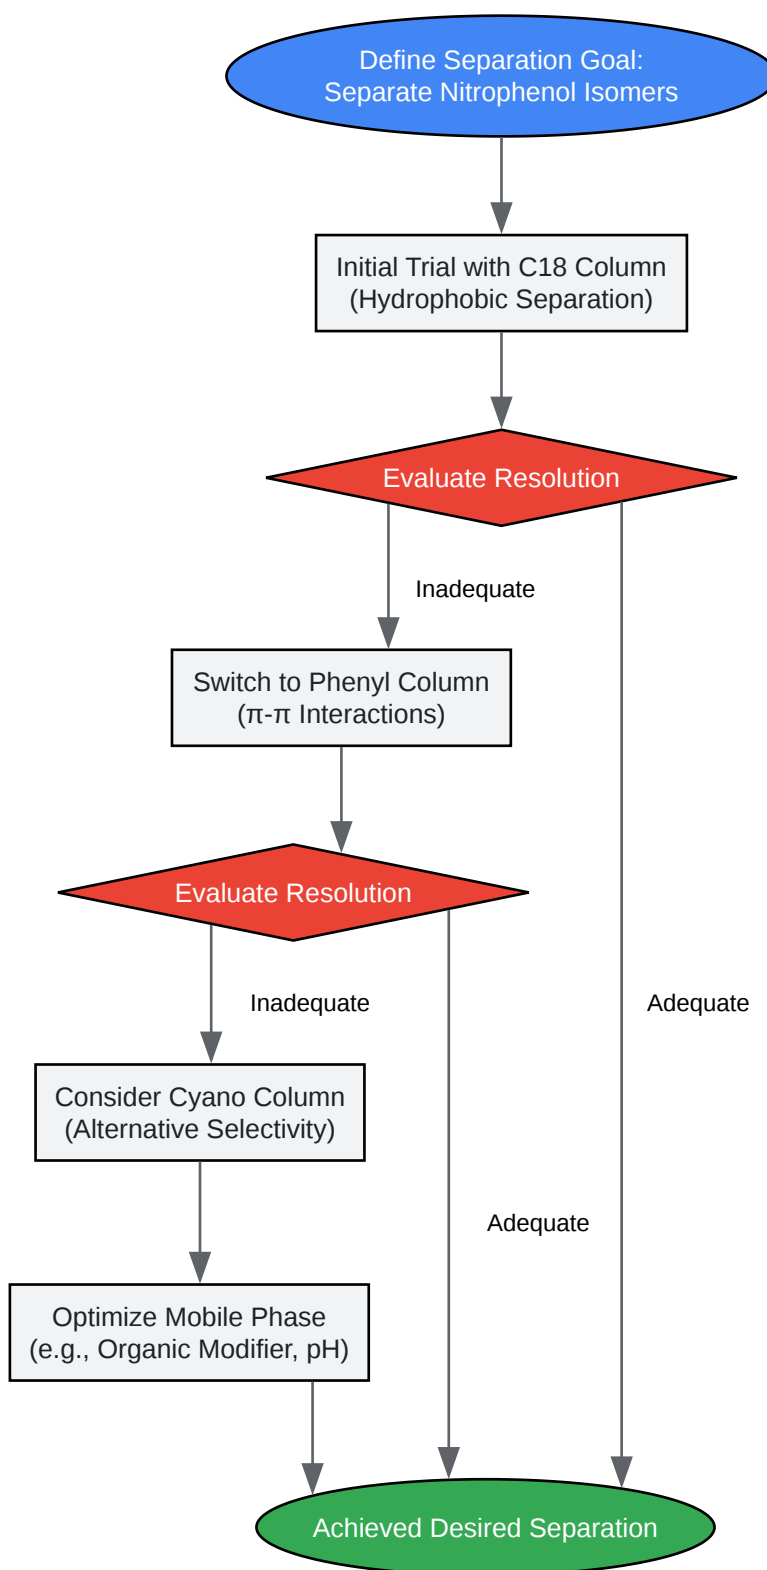 Define Separation Goal:
Separate Nitrophenol Isomers
Initial Trial with C18 Column
(Hydrophobic Separation)
Evaluate Resolution
Inadequate
Switch to Phenyl Column
(π-π Interactions)
Evaluate Resolution
Inadequate
Adequate
Consider Cyano Column
(Alternative Selectivity)
Adequate
Optimize Mobile Phase
(e.g., Organic Modifier, pH)
Achieved Desired Separation